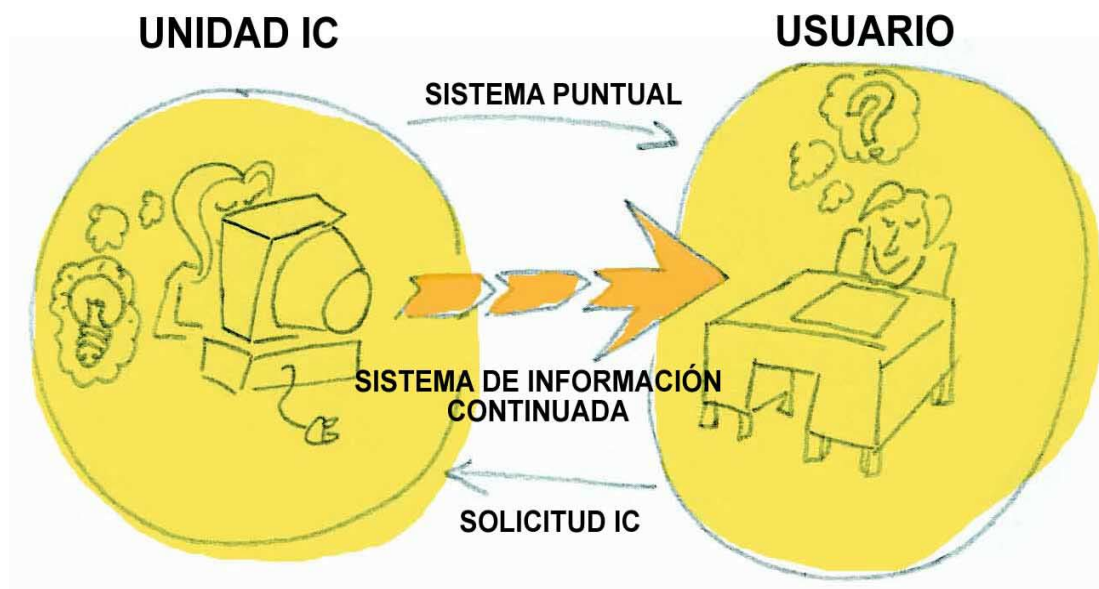 UNIDAD IC
USUARIO
SISTEMA PUNTUAL
?
SISTEMA DE INFORMACIÓN
CONTINUADA
SOLICITUD IC